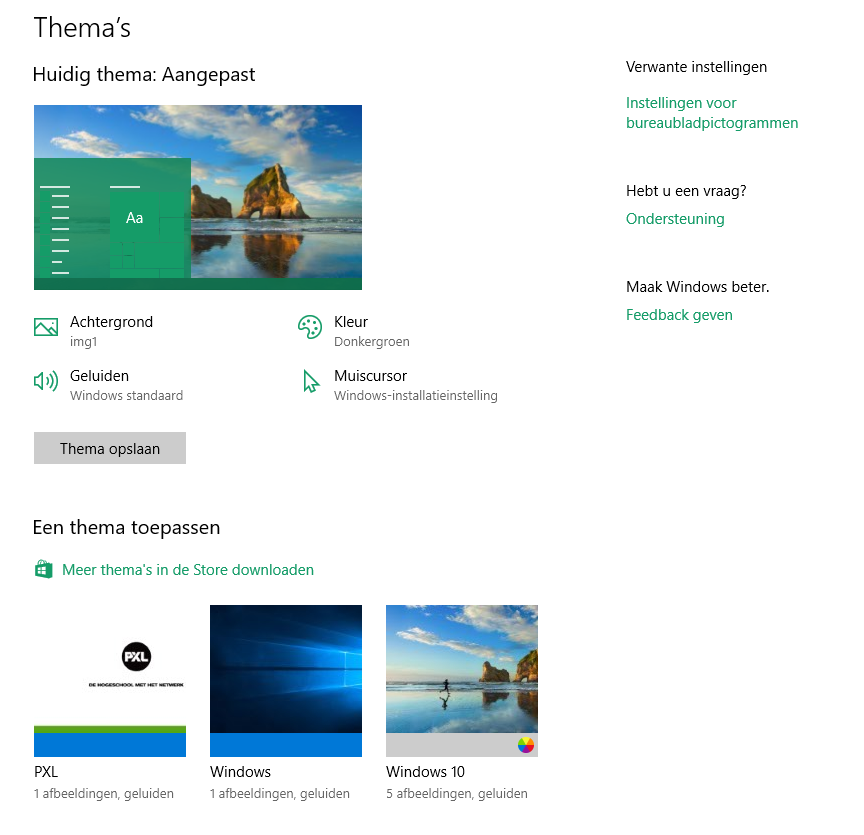 Thema's
Huidig thema: Aangepast
Aa
Achtergrond
img1
Kleur
Donkergroen
Geluiden
Windows standaard
Muiscursor
Windows-installatieinstelling
Thema opslaan
Een thema toepassen
Meer thema's in de Store downloaden
PXL
DE HOGESCHOOL MET HET NETWERK
PXL
1 afbeeldingen, geluiden
Windows
1 afbeeldingen, geluiden
Windows 10
5 afbeeldingen, geluiden
Verwante instellingen
Instellingen voor
bureaubladpictogrammen
Hebt u een vraag?
Ondersteuning
Maak Windows beter.
Feedback geven